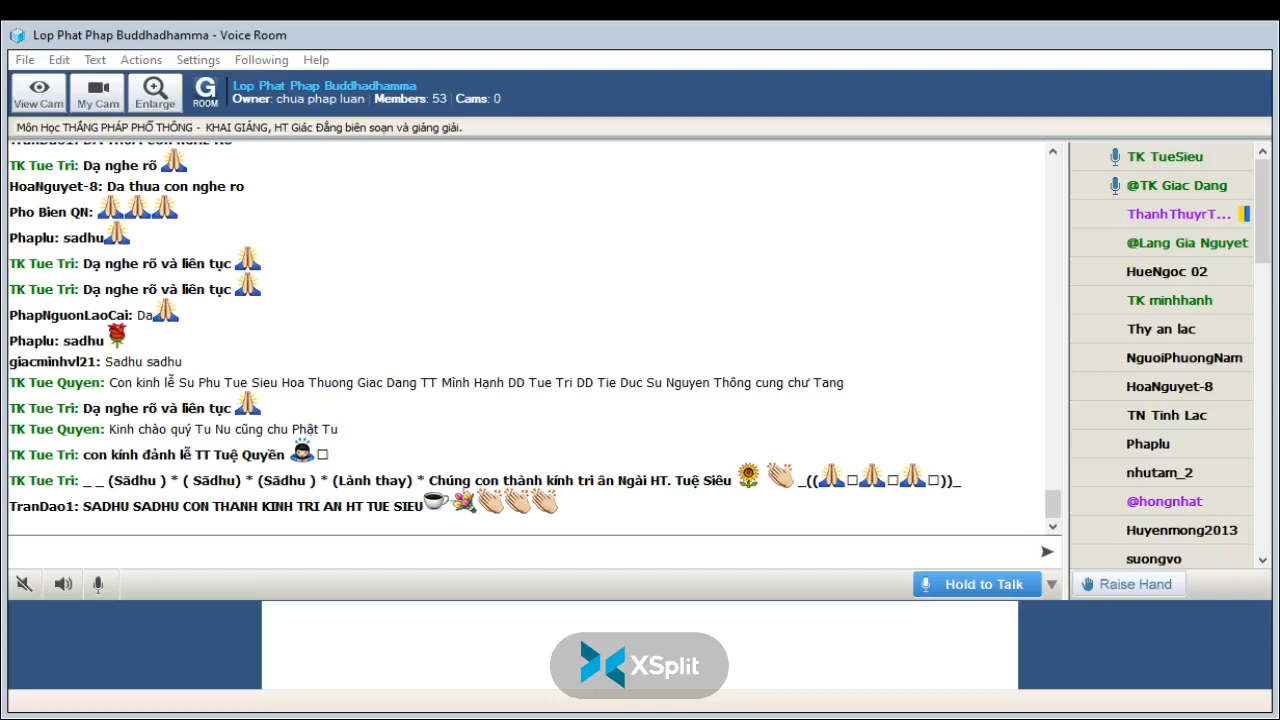 Lop Phat Phap Buddhadhamma - Voice Room
File Edit Text Actions Settings Following Help
View Cam My Cam Enlarge G ROOM
Lop Phat Phap Buddhadhamma
Owner: chua phap luan | Members: 53 | Cams: 0
Môn Học THẮNG PHÁP PHỔ THÔNG - KHAI GIẢNG, HT Giác Đẳng biên soạn và giảng giải.
TK Tue Tri: Dạ nghe rõ
HoaNguyet-8: Da thua con nghe ro
Pho Bien QN:
Phaplu: sadhu
TK Tue Tri: Dạ nghe rõ và liên tục
TK Tue Tri: Dạ nghe rõ và liên tục
PhapNguonLaoCai: Da
Phaplu: sadhu
giacminhvl21: Sadhu sadhu
TK Tue Quyen: Con kinh lễ Su Phu Tue Sieu Hoa Thuong Giac Dang TT Mình Hạnh DD Tue Tri DD Tie Duc Su Nguyen Thông cung chư Tang
TK Tue Tri: Dạ nghe rõ và liên tục
TK Tue Quyen: Kinh chào quý Tu Nu cũng chu Phật Tu
TK Tue Tri: con kính đảnh lễ TT Tuệ Quyền
TK Tue Tri: _ _ (Sādhu ) * ( Sādhu) * (Sādhu ) * (Lành thay) * Chúng con thành kính tri ân Ngài HT. Tuệ Siêu _(( ))_
TranDao1: SADHU SADHU CON THANH KINH TRI AN HT TUE SIEU
Hold to Talk
TK TueSieu
@TK Giac Dang
ThanhThuyrT...
@Lang Gia Nguyet
HueNgoc 02
TK minhhanh
Thy an lac
NguoiPhuongNam
HoaNguyet-8
TN Tinh Lac
Phaplu
nhutam_2
@hongnhat
Huyenmong2013
suongvo
Raise Hand
XSplit